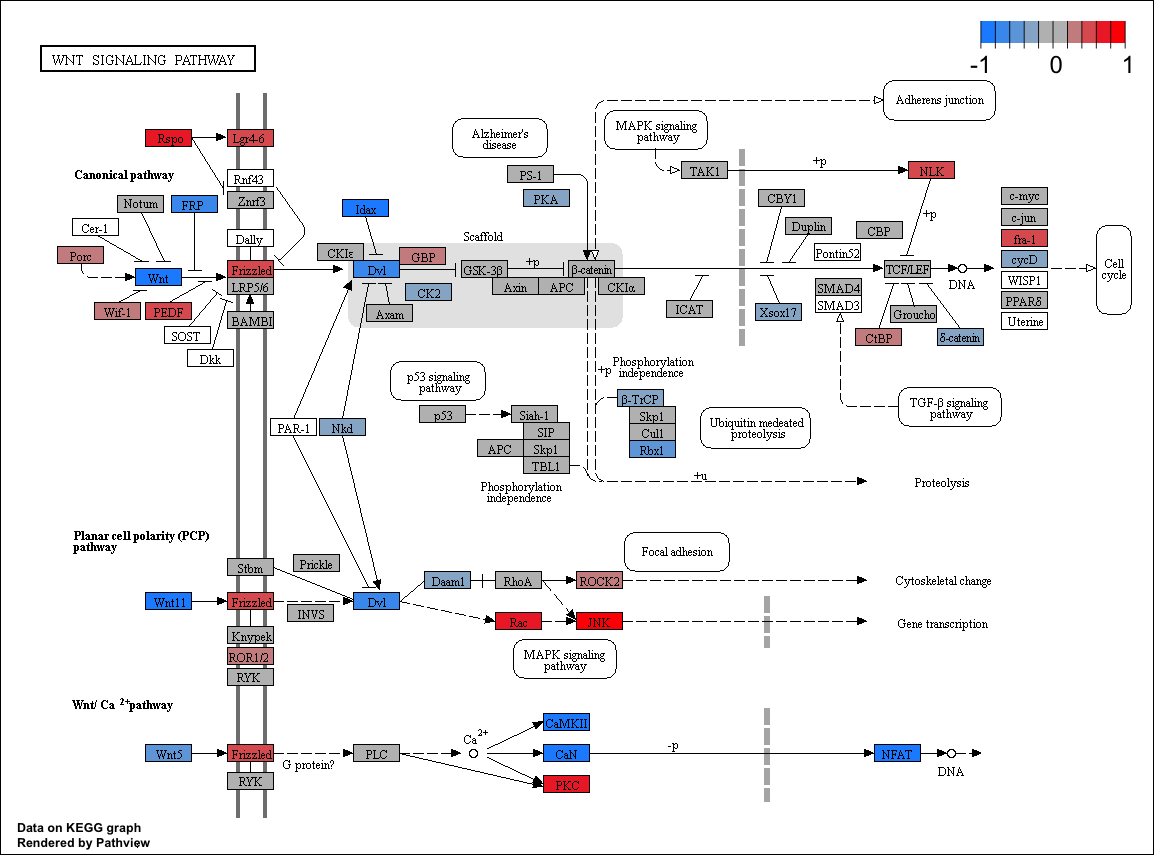 WNT SIGNALING PATHWAY
-1 0 1
Adherens junction
Alzheimer's
disease
MAPK signaling
pathway
Rspo
Lgr4-6
Canonical pathway
Rnf43
Znrf3
Notum
FRP
Idax
PS-1
PKA
TAK1
+p
NLK
CBY1
Duplin
CBP
+p
c-myc
c-jun
fra-1
cycD
WISP1
PPARδ
Uterine
Cell
cycle
Cer-1
Dally
Scaffold
Pontin52
Porc
Wnt
Frizzled
LRP5/6
CKIε
GBP
Dvl
GSK-3β
+p
β-catenin
Axin
APC
CKIα
CK2
Axam
TCF/LEF
DNA
SMAD4
SMAD3
ICAT
Xsox17
Groucho
CtBP
δ-catenin
Wif-1
PEDF
SOST
Dkk
BAMBI
p53 signaling
pathway
+p
Phosphorylation
independence
β-TrCP
Skp1
Cul1
Rbx1
TGF-β signaling
pathway
Ubiquitin medeated
proteolysis
PAR-1
Nkd
p53
Siah-1
SIP
APC
Skp1
TBL1
Phosphorylation
independence
+u
Proteolysis
Planar cell polarity (PCP)
pathway
Stbm
Prickle
Focal adhesion
Daam1
RhoA
ROCK2
Cytoskeletal change
Wnt11
Frizzled
INVS
Dvl
Rac
JNK
Gene transcription
Knypek
ROR1/2
RYK
MAPK signaling
pathway
Wnt/ Ca 2+ pathway
Wnt5
Frizzled
RYK
G protein?
PLC
Ca2+
CaMKII
CaN
PKC
-p
NFAT
DNA
Data on KEGG graph
Rendered by Pathview